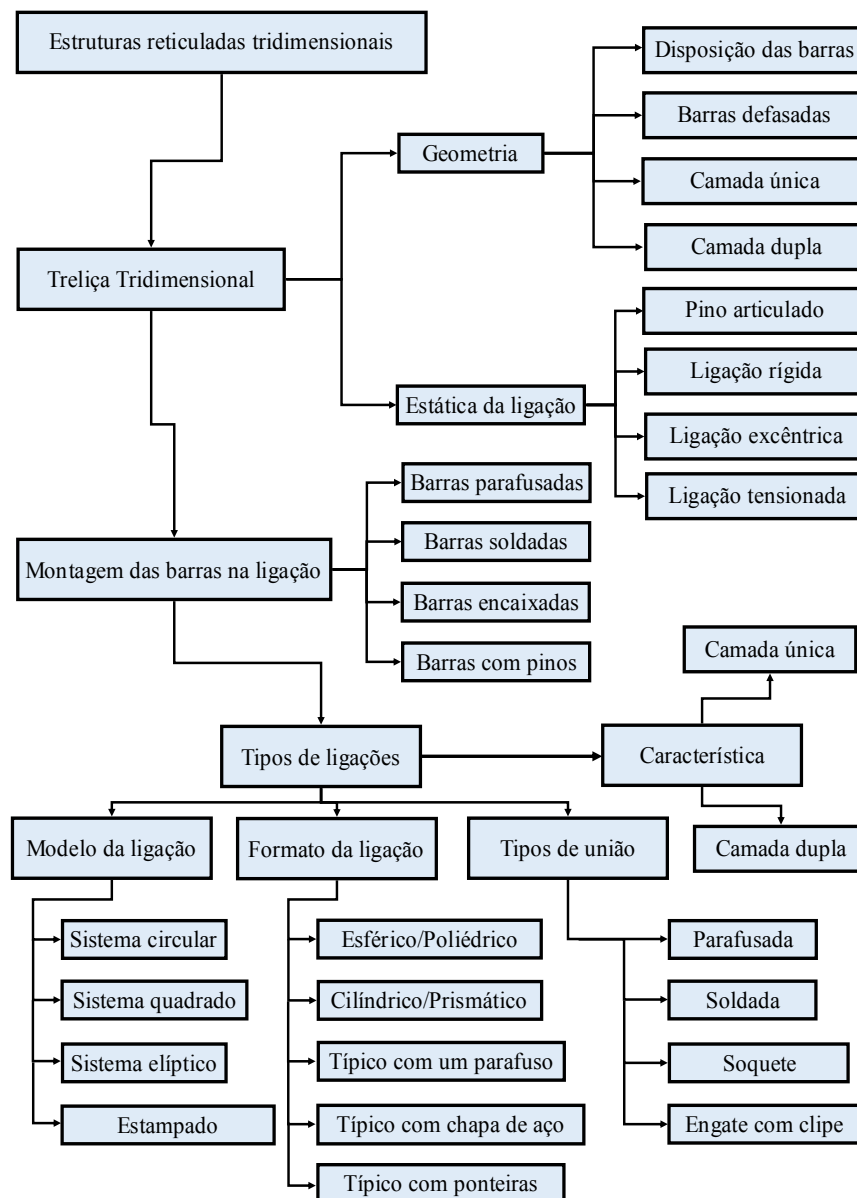 Estruturas reticuladas tridimensionais
Disposição das barras
Barras defasadas
Geometria
Camada única
Camada dupla
Treliça Tridimensional
Pino articulado
Ligação rígida
Estática da ligação
Ligação excêntrica
Ligação tensionada
Barras parafusadas
Barras soldadas
Montagem das barras na ligação
Barras encaixadas
Barras com pinos
Camada única
Tipos de ligações
Característica
Camada dupla
Modelo da ligação
Formato da ligação
Tipos de união
Sistema circular
Sistema quadrado
Sistema elíptico
Estampado
Esférico/Poliédrico
Cilíndrico/Prismático
Típico com um parafuso
Típico com chapa de aço
Típico com ponteiras
Parafusada
Soldada
Soquete
Engate com clipe